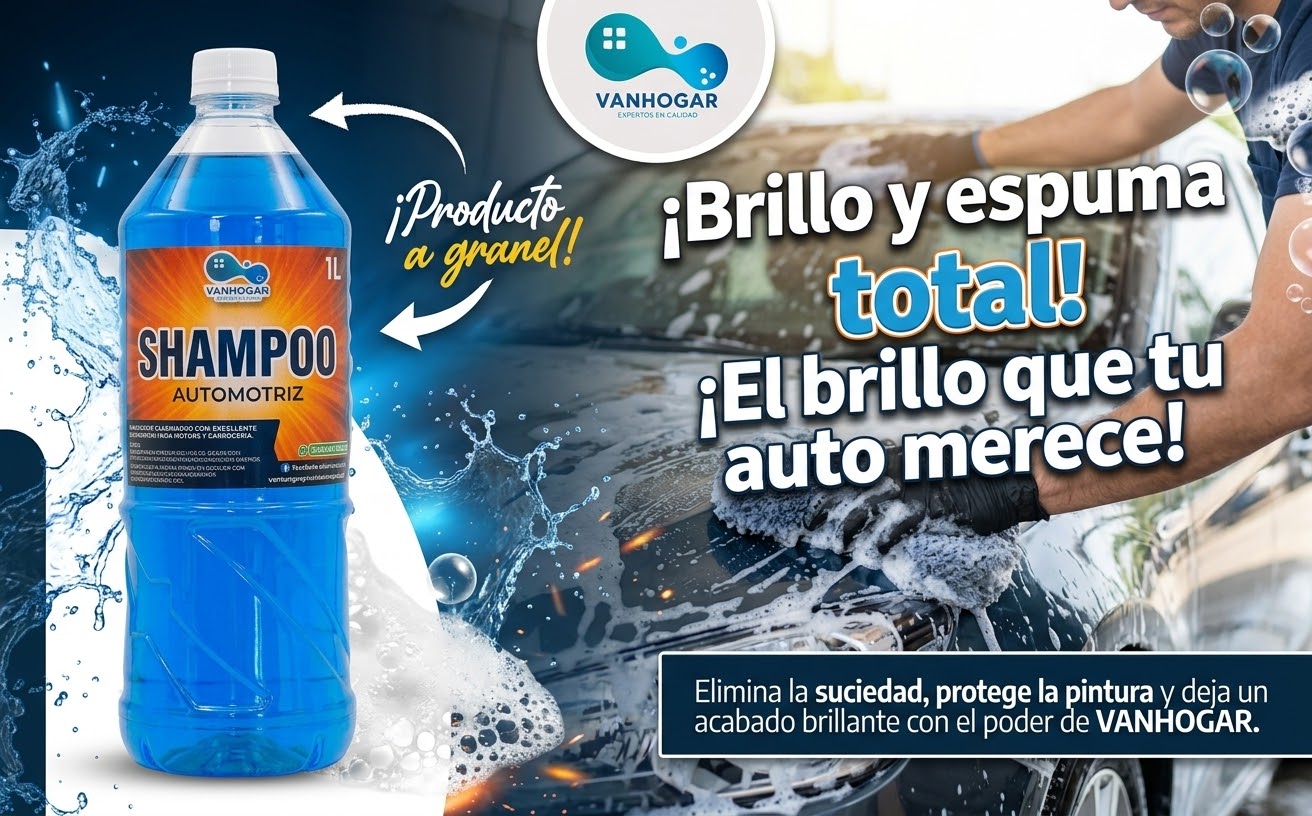 VANHOGAR
EXPERTOS EN CALIDAD
¡Producto
a granel!
¡Brillo y espuma
total!
¡El brillo que tu
auto merece!
VANHOGAR
1L
SHAMPOO
AUTOMOTRIZ
Elimina la suciedad, protege la pintura y deja un
acabado brillante con el poder de VANHOGAR.